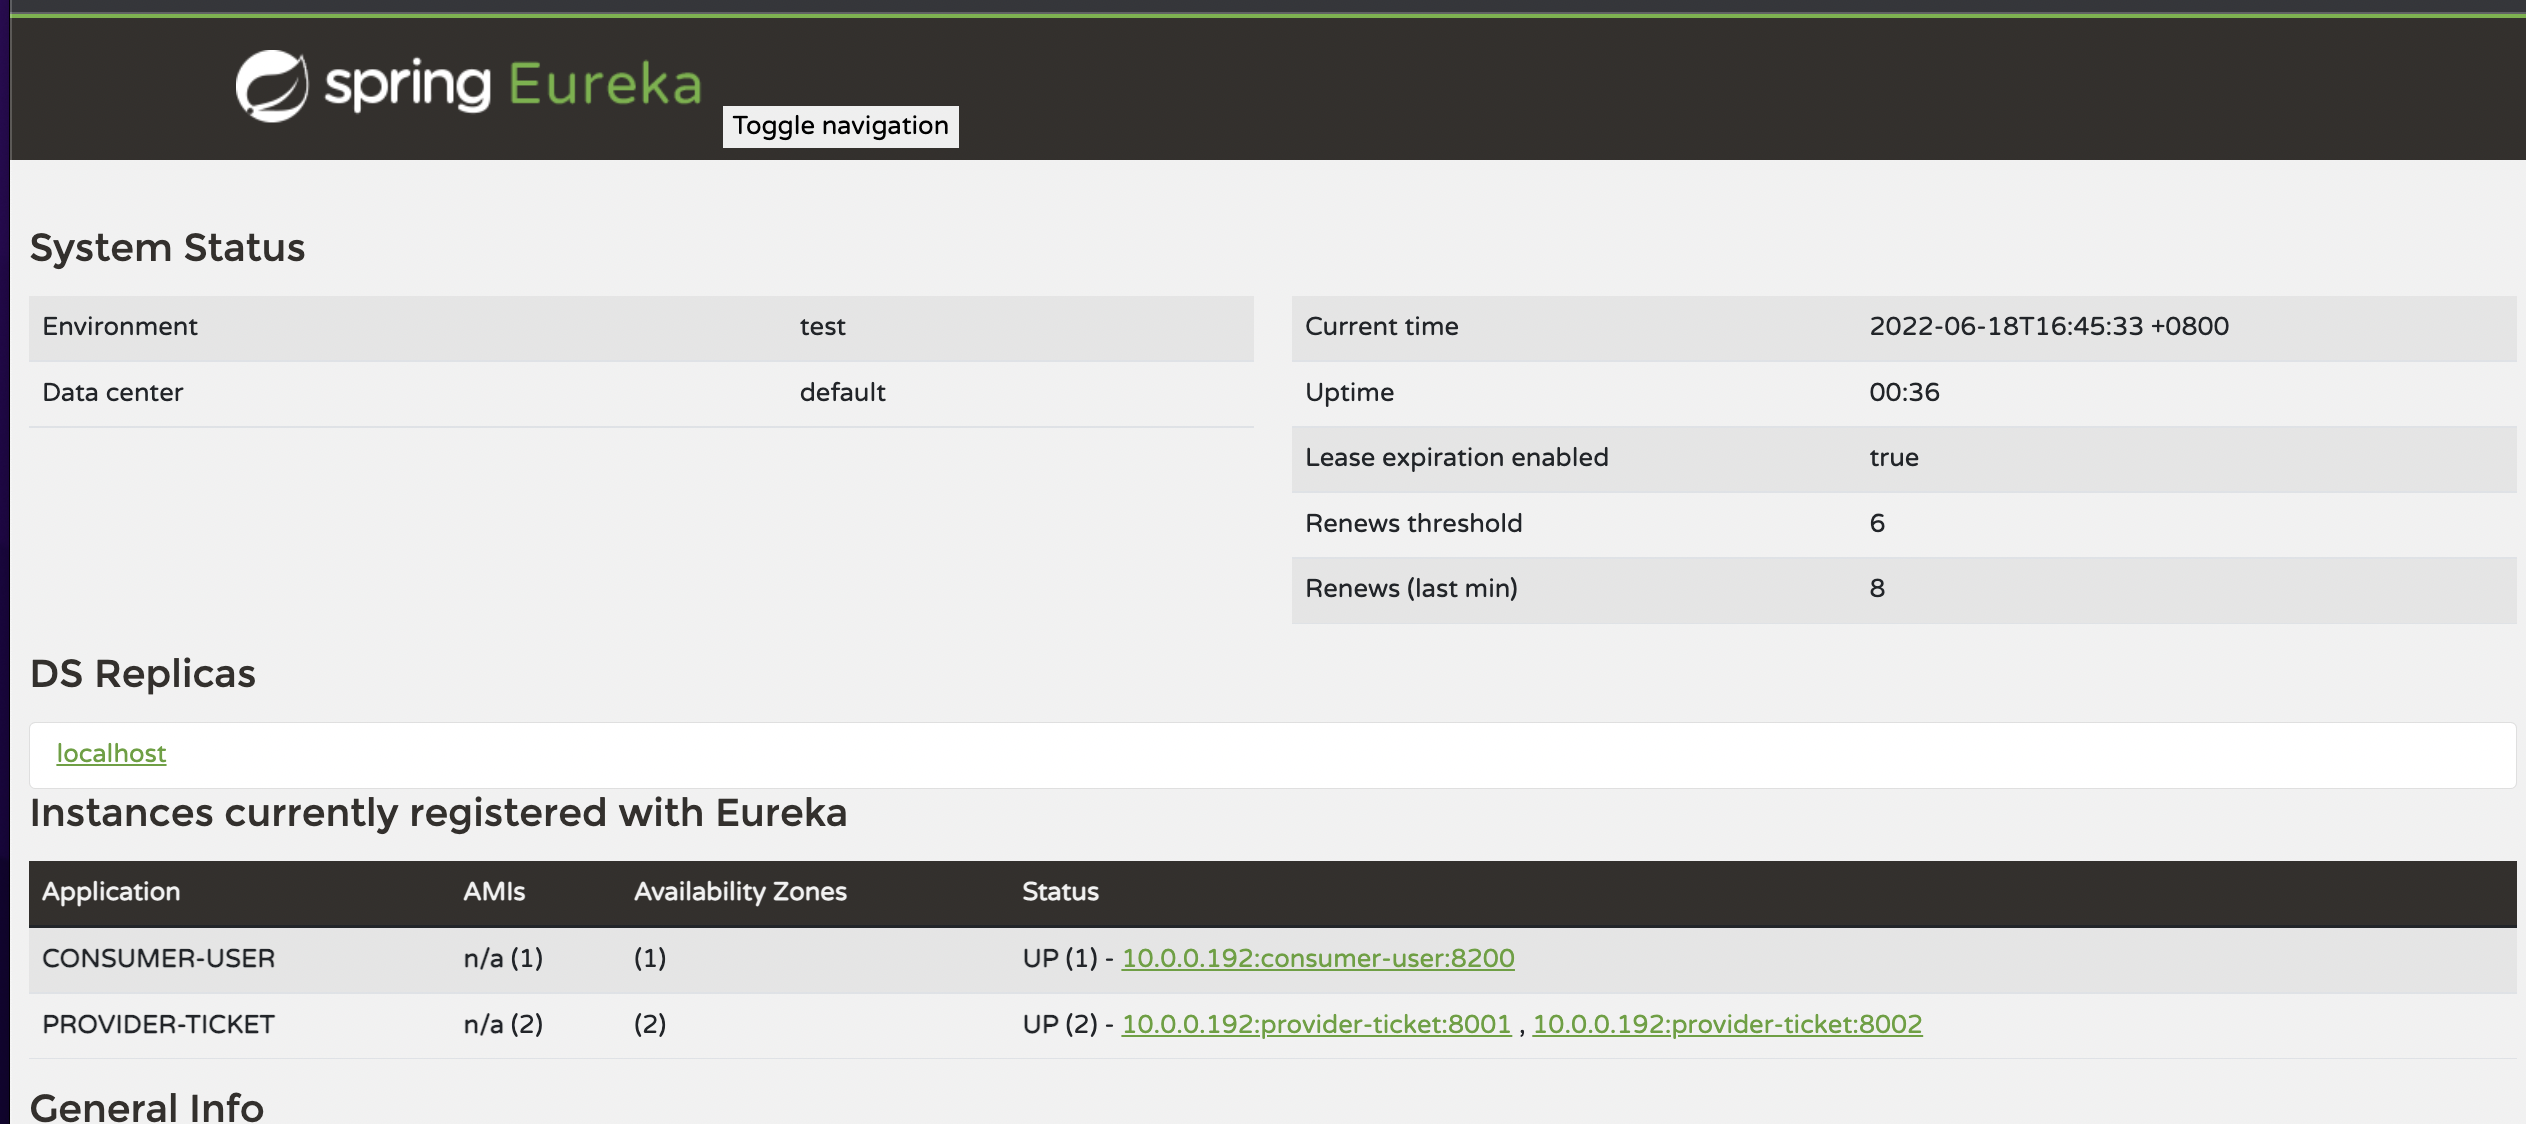 spring Eureka
Toggle navigation
System Status
Environment test
Data center default
Current time 2022-06-18T16:45:33 +0800
Uptime 00:36
Lease expiration enabled true
Renews threshold 6
Renews (last min) 8
DS Replicas
localhost
Instances currently registered with Eureka
Application AMIs Availability Zones Status
CONSUMER-USER n/a (1) (1) UP (1) - 10.0.0.192:consumer-user:8200
PROVIDER-TICKET n/a (2) (2) UP (2) - 10.0.0.192:provider-ticket:8001 , 10.0.0.192:provider-ticket:8002
General Info